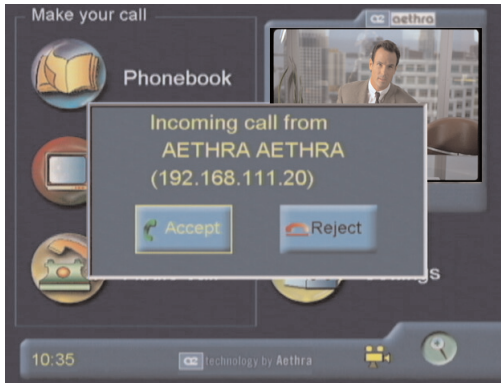 Make your call
aethra
Phonebook
Incoming call from
AETHRA AETHRA
(192.168.111.20)
Accept
Reject
10:35
technology by Aethra